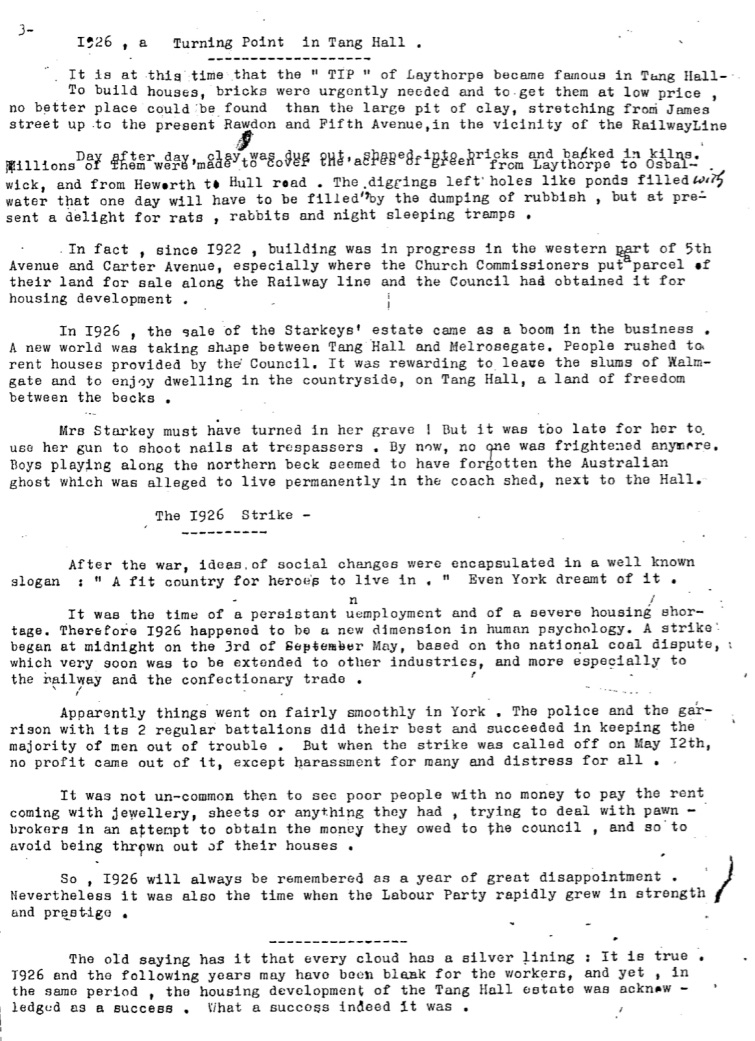 3-
I926 , a Turning Point in Tang Hall .
It is at this time that the " TIP " of Laythorpe became famous in Tang Hall-
To build houses, bricks were urgently needed and to get them at low price ,
no better place could be found than the large pit of clay, stretching from James
street up to the present Rawdon and Fifth Avenue,in the vicinity of the RailwayLine
Day after day, clay was dug out, shaped into bricks and baked in kilns.
Millions of them were made to cover the acres of green from Laythorpe to Osbal-
wick, and from Heworth to Hull road . The diggings left holes like ponds filled with
water that one day will have to be filled by the dumping of rubbish , but at pre-
sent a delight for rats , rabbits and night sleeping tramps .
In fact , since I922 , building was in progress in the western part of 5th
Avenue and Carter Avenue, especially where the Church Commissioners put a parcel of
their land for sale along the Railway line and the Council had obtained it for
housing development .
In I926 , the sale of the Starkeys' estate came as a boom in the business .
A new world was taking shape between Tang Hall and Melrosegate. People rushed to
rent houses provided by the Council. It was rewarding to leave the slums of Walm-
gate and to enjoy dwelling in the countryside, on Tang Hall, a land of freedom
between the becks .
Mrs Starkey must have turned in her grave ! But it was too late for her to
use her gun to shoot nails at trespassers . By now, no one was frightened anymore.
Boys playing along the northern beck seemed to have forgotten the Australian
ghost which was alleged to live permanently in the coach shed, next to the Hall.
The I926 Strike -
After the war, ideas of social changes were encapsulated in a well known
slogan : " A fit country for heroes to live in . " Even York dreamt of it .
It was the time of a persistant unemployment and of a severe housing shor-
tage. Therefore I926 happened to be a new dimension in human psychology. A strike
began at midnight on the 3rd of September May, based on the national coal dispute,
which very soon was to be extended to other industries, and more especially to
the railway and the confectionary trade .
Apparently things went on fairly smoothly in York . The police and the gar-
rison with its 2 regular battalions did their best and succeeded in keeping the
majority of men out of trouble . But when the strike was called off on May I2th,
no profit came out of it, except harassment for many and distress for all .
It was not un-common then to see poor people with no money to pay the rent
coming with jewellery, sheets or anything they had , trying to deal with pawn -
brokers in an attempt to obtain the money they owed to the council , and so to
avoid being thrown out of their houses .
So , I926 will always be remembered as a year of great disappointment .
Nevertheless it was also the time when the Labour Party rapidly grew in strength
and prestige .
The old saying has it that every cloud has a silver lining : It is true .
I926 and the following years may have been blank for the workers, and yet , in
the same period , the housing development of the Tang Hall estate was acknow -
ledged as a success . What a success indeed it was .